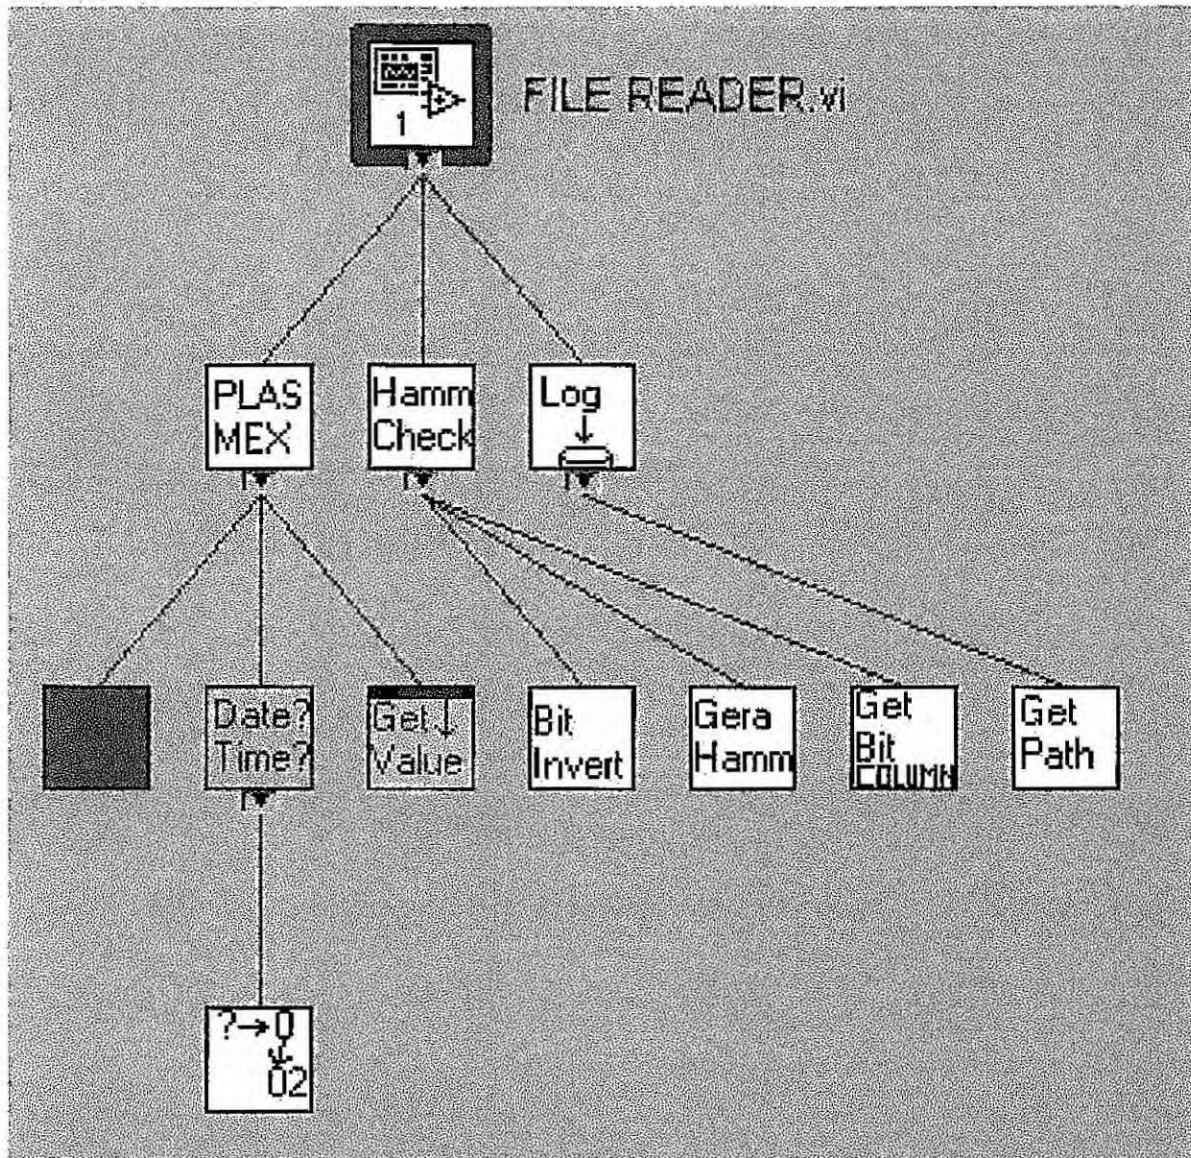 1
FILE READER.vi
PLAS
MEX
Hamm
Check
Log
Date?
Time?
Get
Value
Bit
Invert
Gera
Hamm
Get
Bit
COLUMN
Get
Path
?→0
02